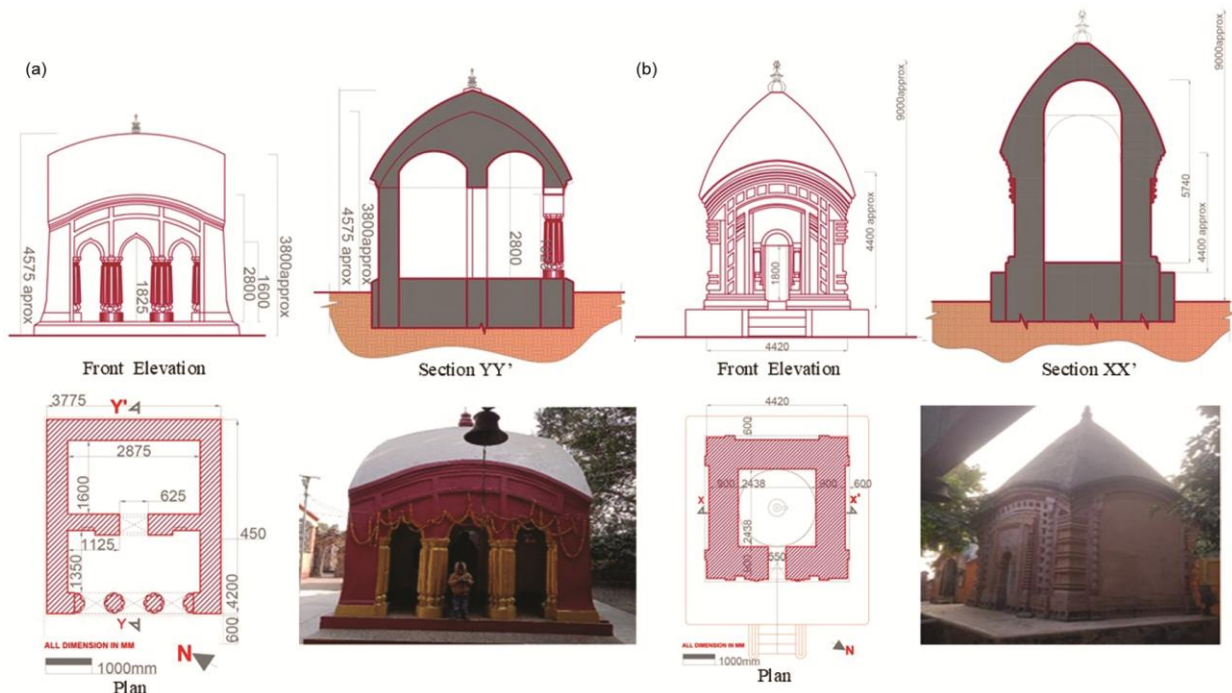 (a)
4575 aprox
1825
1600
2800
3800approx
Front Elevation
4575 aprox
3800approx
2800
Section YY’
(b)
1800
4400 approx
9000approx
4420
Front Elevation
5740
4400 approx
9000approx
Section XX’
3775
Y'
2875
1600
625
1125
450
1350
4200
600
Y
ALL DIMENSION IN MM
1000mm
N
Plan
4420
600
900
2438
900
600
X
X'
2438
900
550
ALL DIMENSION IN MM
1000mm
N
Plan